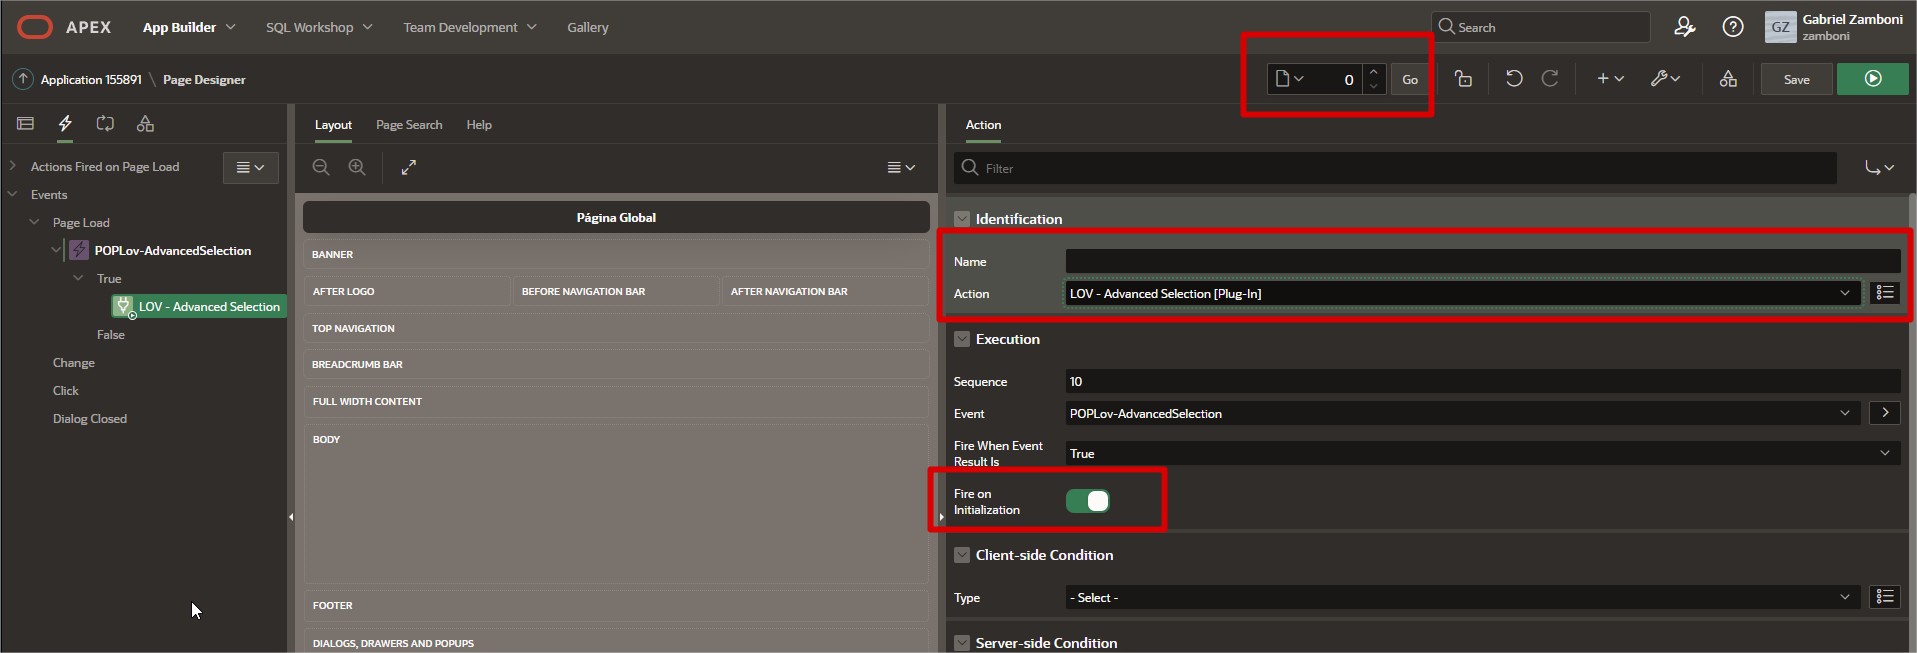 APEX App Builder SQL Workshop Team Development Gallery Search Gabriel Zamboni
GZ zamboni
Application 155891 \ Page Designer 0 Go Save
Layout Page Search Help Action
Actions Fired on Page Load
Filter
Events
Page Load
POPLov-AdvancedSelection
True
LOV - Advanced Selection
False
Change
Click
Dialog Closed
Página Global
BANNER
AFTER LOGO BEFORE NAVIGATION BAR AFTER NAVIGATION BAR
TOP NAVIGATION
BREADCRUMB BAR
FULL WIDTH CONTENT
BODY
FOOTER
DIALOGS, DRAWERS AND POPUPS
Identification
Name
Action LOV - Advanced Selection [Plug-In]
Execution
Sequence 10
Event POPLov-AdvancedSelection
Fire When Event
Result Is True
Fire on
Initialization
Client-side Condition
Type - Select -
Server-side Condition